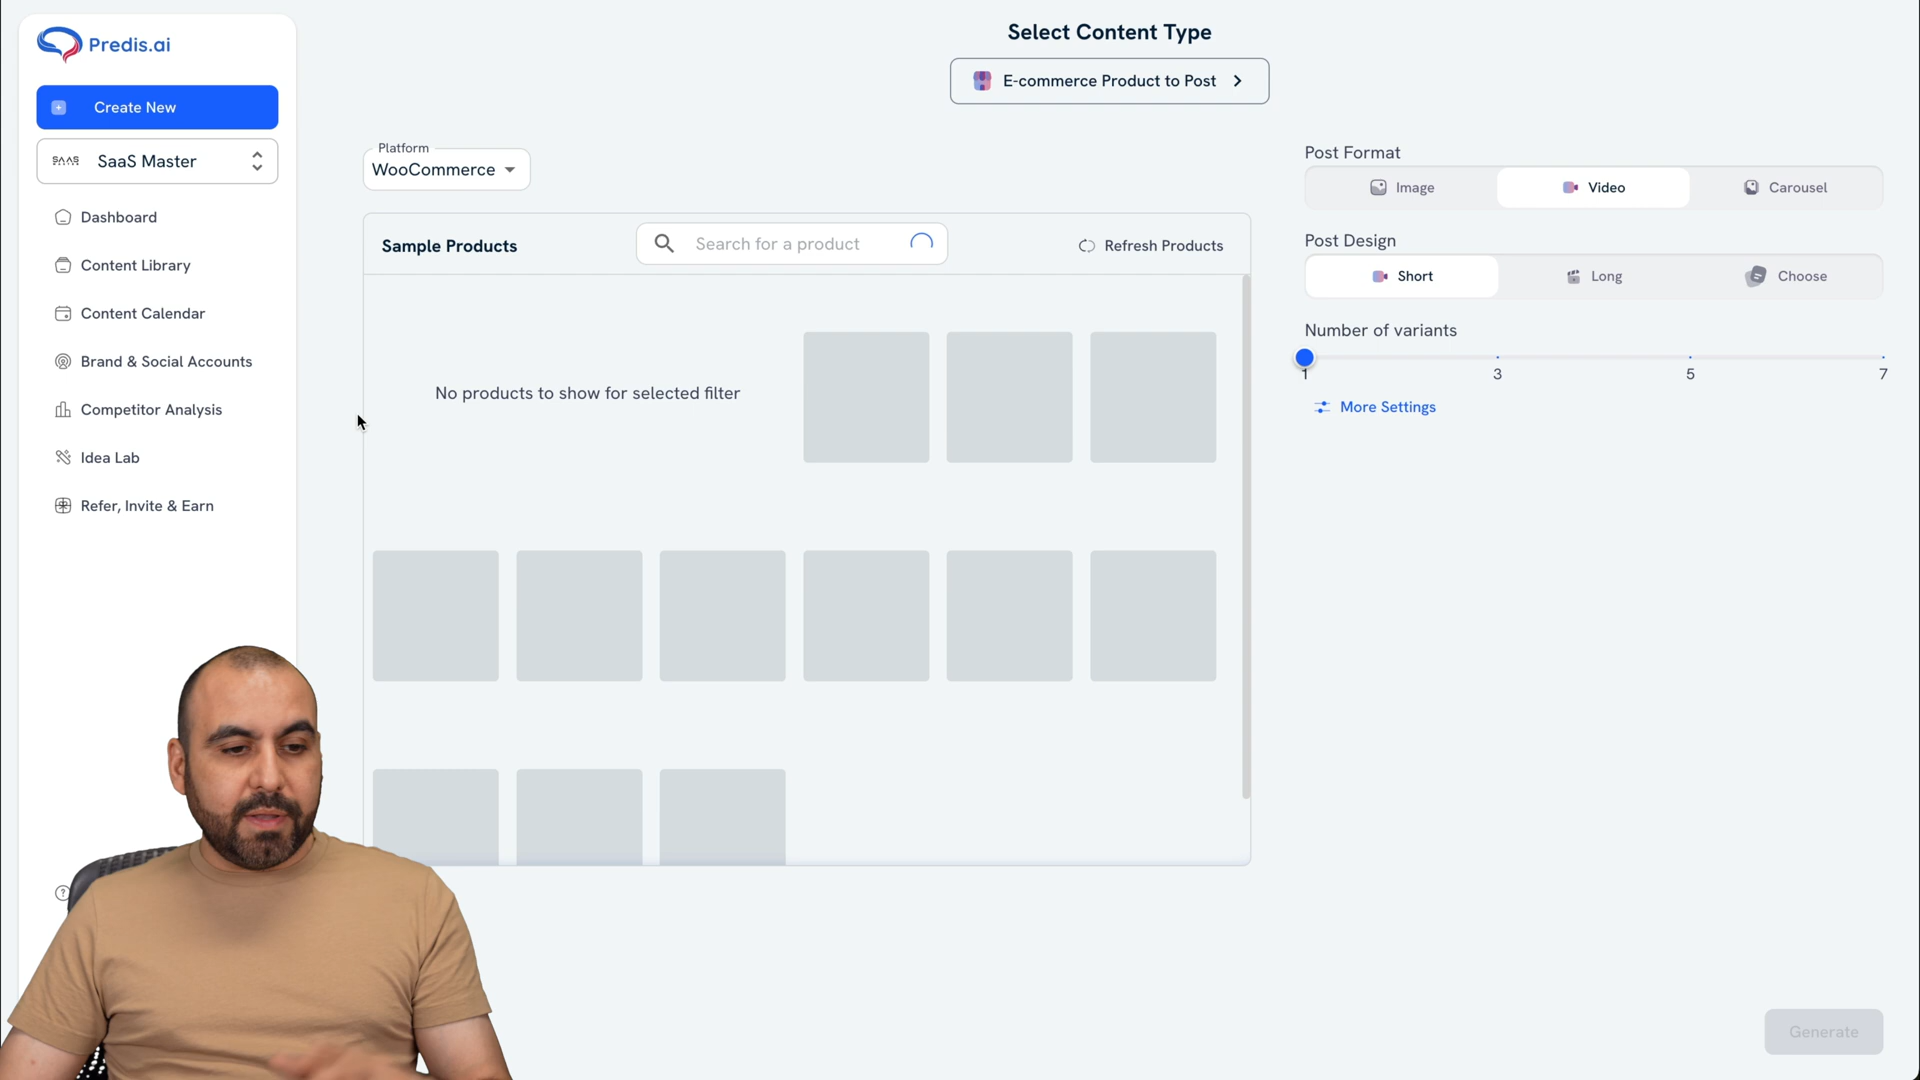 Predis.ai
Create New
SAAS SaaS Master
Dashboard
Content Library
Content Calendar
Brand & Social Accounts
Competitor Analysis
Idea Lab
Refer, Invite & Earn
Select Content Type
E-commerce Product to Post
Platform
WooCommerce
Sample Products
Search for a product
Refresh Products
No products to show for selected filter
Post Format
Image Video Carousel
Post Design
Short Long Choose
Number of variants
1 3 5 7
More Settings
Generate